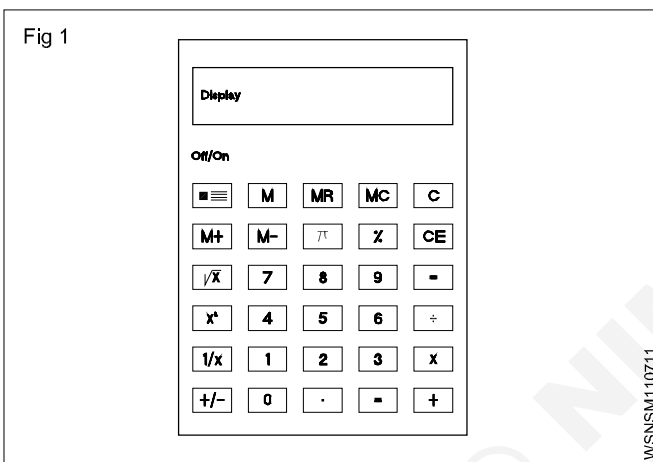 Fig 1
Display
Off/On
M MR MC C
M+ M- π % CE
√x 7 8 9 -
4 5 6 ÷
1/x 1 2 3 x
+/- 0 . = +
WSNSM110711